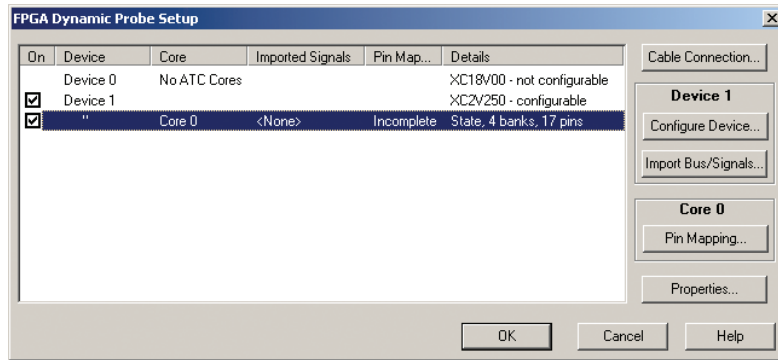 FPGA Dynamic Probe Setup
On Device Core Imported Signals Pin Map... Details
Device 0 No ATC Cores XC18V00 - not configurable
Device 1 XC2V250 - configurable
" Core 0 <None> Incomplete State, 4 banks, 17 pins
Cable Connection...
Device 1
Configure Device...
Import Bus/Signals...
Core 0
Pin Mapping...
Properties...
OK Cancel Help